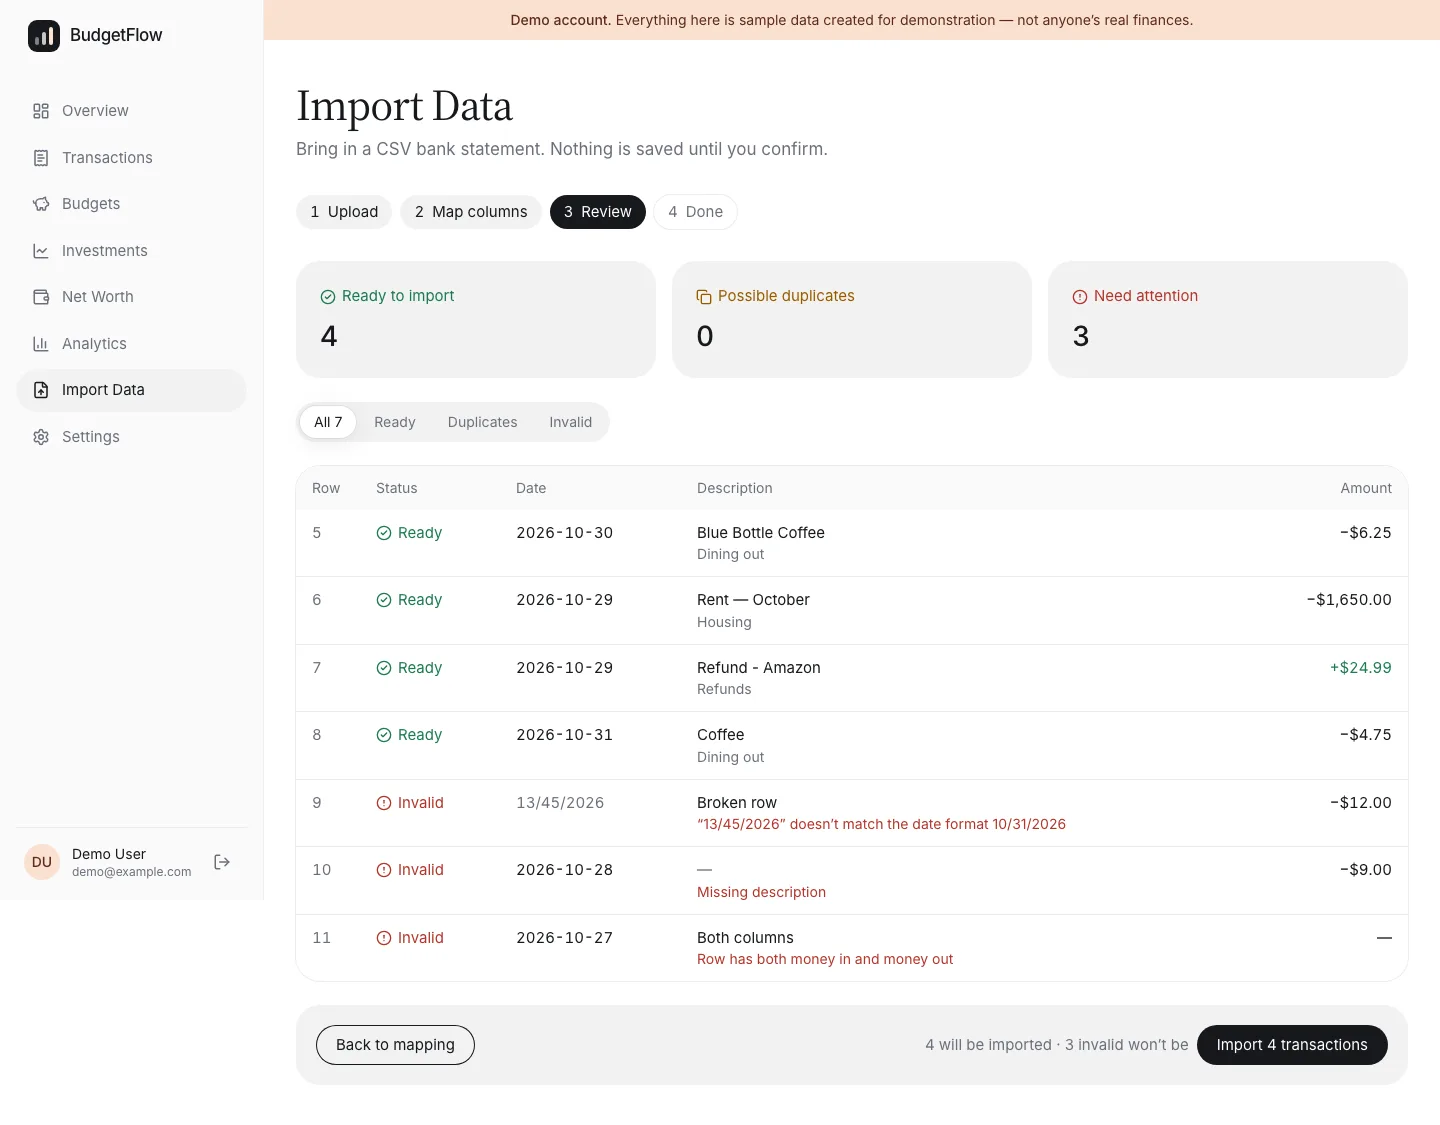 BudgetFlow
Demo account. Everything here is sample data created for demonstration — not anyone’s real finances.
Overview
Transactions
Budgets
Investments
Net Worth
Analytics
Import Data
Settings
DU
Demo User
demo@example.com
Import Data
Bring in a CSV bank statement. Nothing is saved until you confirm.
1 Upload 2 Map columns 3 Review 4 Done
Ready to import Possible duplicates Need attention
4 0 3
All 7 Ready Duplicates Invalid
Row Status Date Description Amount
5 Ready 2026-10-30 Blue Bottle Coffee −$6.25
Dining out
6 Ready 2026-10-29 Rent — October −$1,650.00
Housing
7 Ready 2026-10-29 Refund - Amazon +$24.99
Refunds
8 Ready 2026-10-31 Coffee −$4.75
Dining out
9 Invalid 13/45/2026 Broken row −$12.00
“13/45/2026” doesn’t match the date format 10/31/2026
10 Invalid 2026-10-28 — −$9.00
Missing description
11 Invalid 2026-10-27 Both columns —
Row has both money in and money out
Back to mapping 4 will be imported · 3 invalid won’t be Import 4 transactions